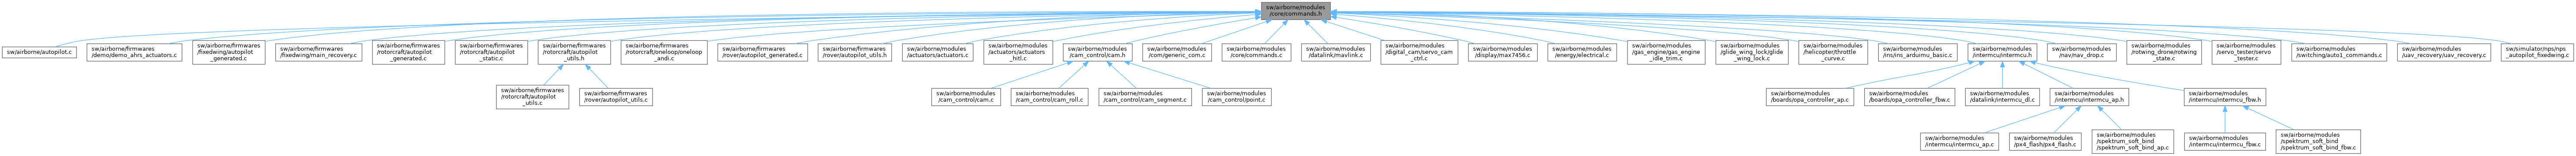 sw/airborne/modules
/core/commands.h
sw/airborne/autopilot.c
sw/airborne/firmwares
/demo/demo_ahrs_actuators.c
sw/airborne/firmwares
/fixedwing/autopilot
_generated.c
sw/airborne/firmwares
/fixedwing/main_recovery.c
sw/airborne/firmwares
/rotorcraft/autopilot
_generated.c
sw/airborne/firmwares
/rotorcraft/autopilot
_static.c
sw/airborne/firmwares
/rotorcraft/autopilot
_utils.h
sw/airborne/firmwares
/rotorcraft/oneloop/oneloop
_andi.c
sw/airborne/firmwares
/rover/autopilot_generated.c
sw/airborne/firmwares
/rover/autopilot_utils.h
sw/airborne/modules
/actuators/actuators.c
sw/airborne/modules
/actuators/actuators
_hitl.c
sw/airborne/modules
/cam_control/cam.h
sw/airborne/modules
/com/generic_com.c
sw/airborne/modules
/core/commands.c
sw/airborne/modules
/datalink/mavlink.c
sw/airborne/modules
/digital_cam/servo_cam
_ctrl.c
sw/airborne/modules
/display/max7456.c
sw/airborne/modules
/energy/electrical.c
sw/airborne/modules
/gas_engine/gas_engine
_idle_trim.c
sw/airborne/modules
/glide_wing_lock/glide
_wing_lock.c
sw/airborne/modules
/helicopter/throttle
_curve.c
sw/airborne/modules
/ins/ins_arduimu_basic.c
sw/airborne/modules
/intermcu/intermcu.h
sw/airborne/modules
/nav/nav_drop.c
sw/airborne/modules
/rotwing_drone/rotwing
_state.c
sw/airborne/modules
/servo_tester/servo
_tester.c
sw/airborne/modules
/switching/auto1_commands.c
sw/airborne/modules
/uav_recovery/uav_recovery.c
sw/simulator/nps/nps
_autopilot_fixedwing.c
sw/airborne/firmwares
/rotorcraft/autopilot
_utils.c
sw/airborne/firmwares
/rover/autopilot_utils.c
sw/airborne/modules
/cam_control/cam.c
sw/airborne/modules
/cam_control/cam_roll.c
sw/airborne/modules
/cam_control/cam_segment.c
sw/airborne/modules
/cam_control/point.c
sw/airborne/modules
/boards/opa_controller_ap.c
sw/airborne/modules
/boards/opa_controller_fbw.c
sw/airborne/modules
/datalink/intermcu_dl.c
sw/airborne/modules
/intermcu/intermcu_ap.h
sw/airborne/modules
/intermcu/intermcu_fbw.h
sw/airborne/modules
/intermcu/intermcu_ap.c
sw/airborne/modules
/px4_flash/px4_flash.c
sw/airborne/modules
/spektrum_soft_bind
/spektrum_soft_bind_ap.c
sw/airborne/modules
/intermcu/intermcu_fbw.c
sw/airborne/modules
/spektrum_soft_bind
/spektrum_soft_bind_fbw.c